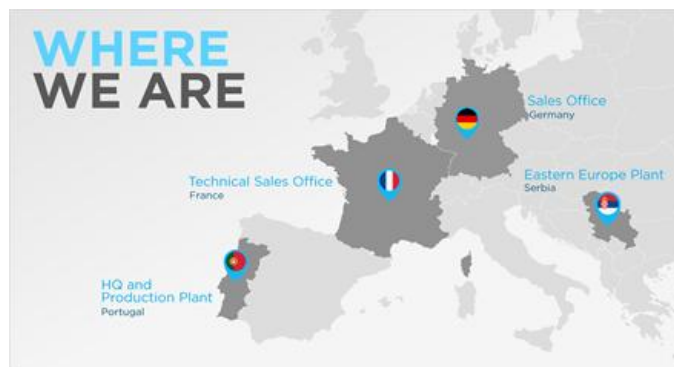 WHERE
WE ARE
Sales Office
Germany
Technical Sales Office
France
Eastern Europe Plant
Serbia
HQ and
Production Plant
Portugal